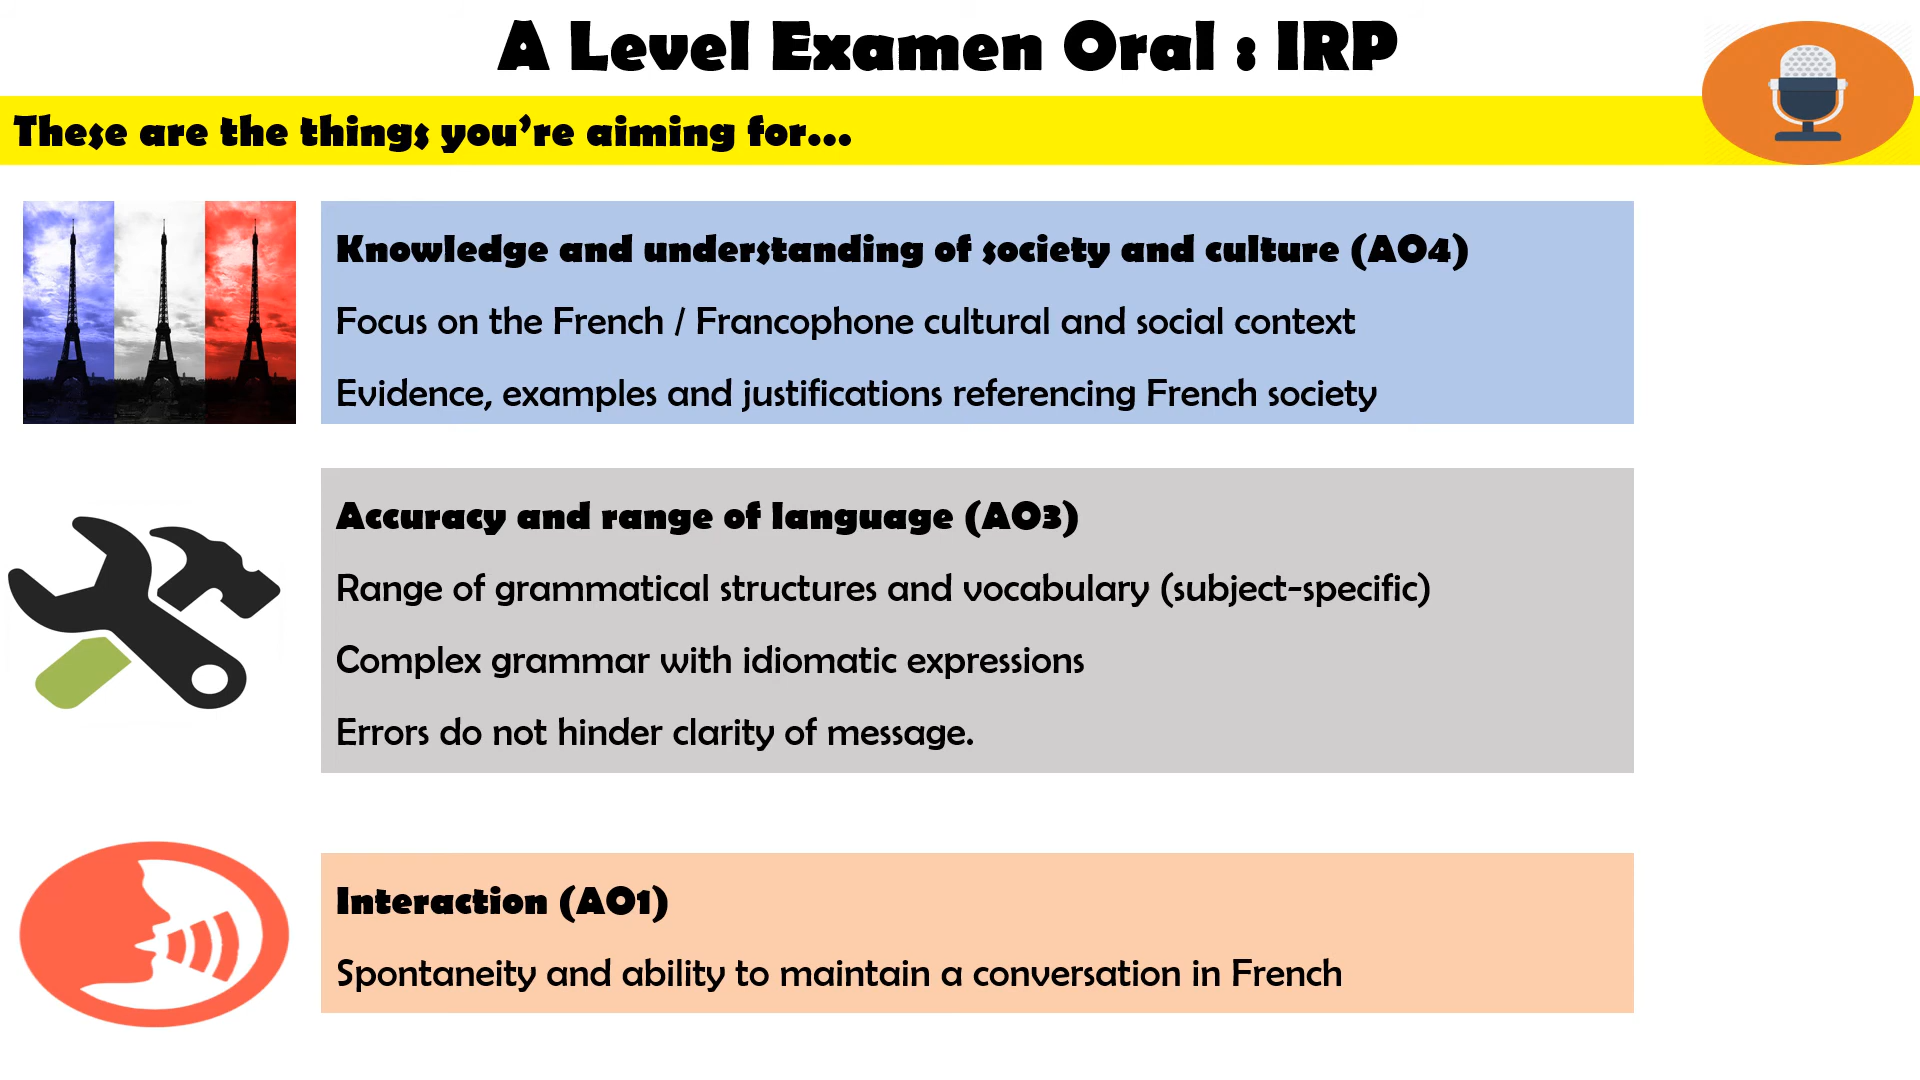 A Level Examen Oral : IRP
These are the things you’re aiming for…
Knowledge and understanding of society and culture (AO4)
Focus on the French / Francophone cultural and social context
Evidence, examples and justifications referencing French society
Accuracy and range of language (AO3)
Range of grammatical structures and vocabulary (subject-specific)
Complex grammar with idiomatic expressions
Errors do not hinder clarity of message.
Interaction (AO1)
Spontaneity and ability to maintain a conversation in French